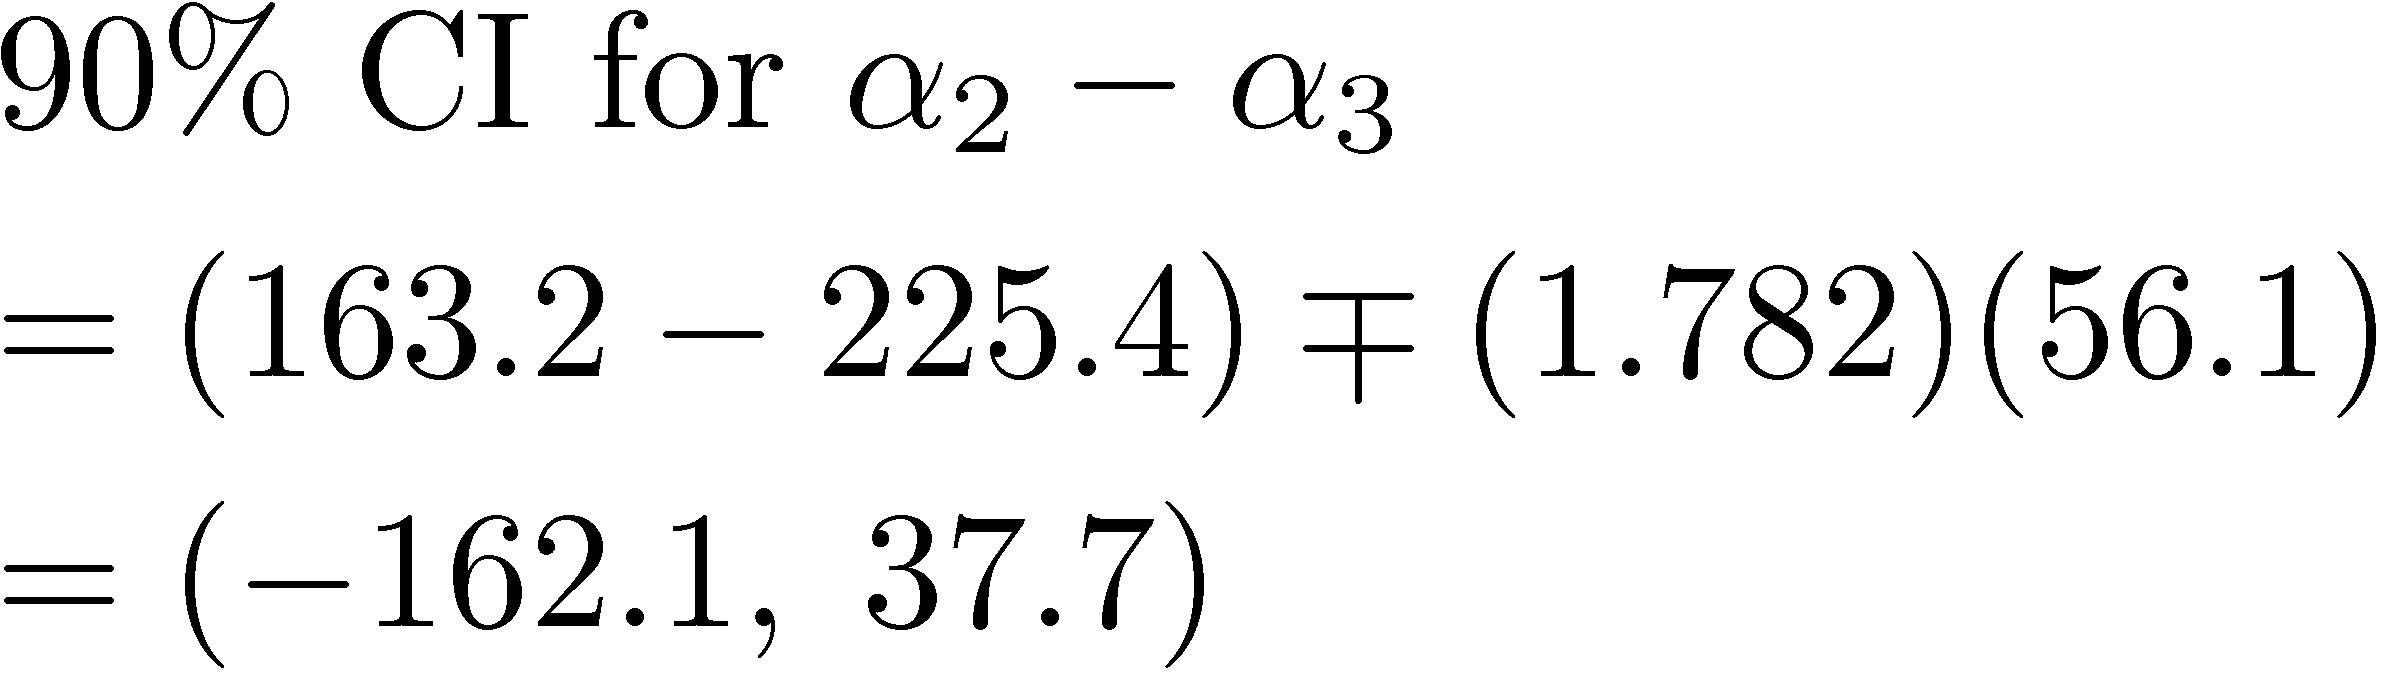 90% CI for α₂ − α₃
= (163.2 − 225.4) ∓ (1.782)(56.1)
= (−162.1, 37.7)